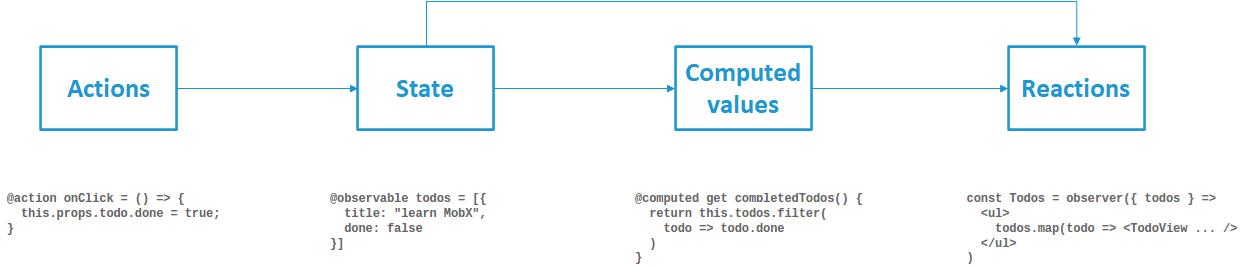 Actions
State
Computed
values
Reactions
@action onClick = () => {
  this.props.todo.done = true;
}
@observable todos = [{
  title: "learn MobX",
  done: false
}]
@computed get completedTodos() {
  return this.todos.filter(
    todo => todo.done
  )
}
const Todos = observer({ todos } =>
  <ul>
    todos.map(todo => <TodoView ... />
  </ul>
)